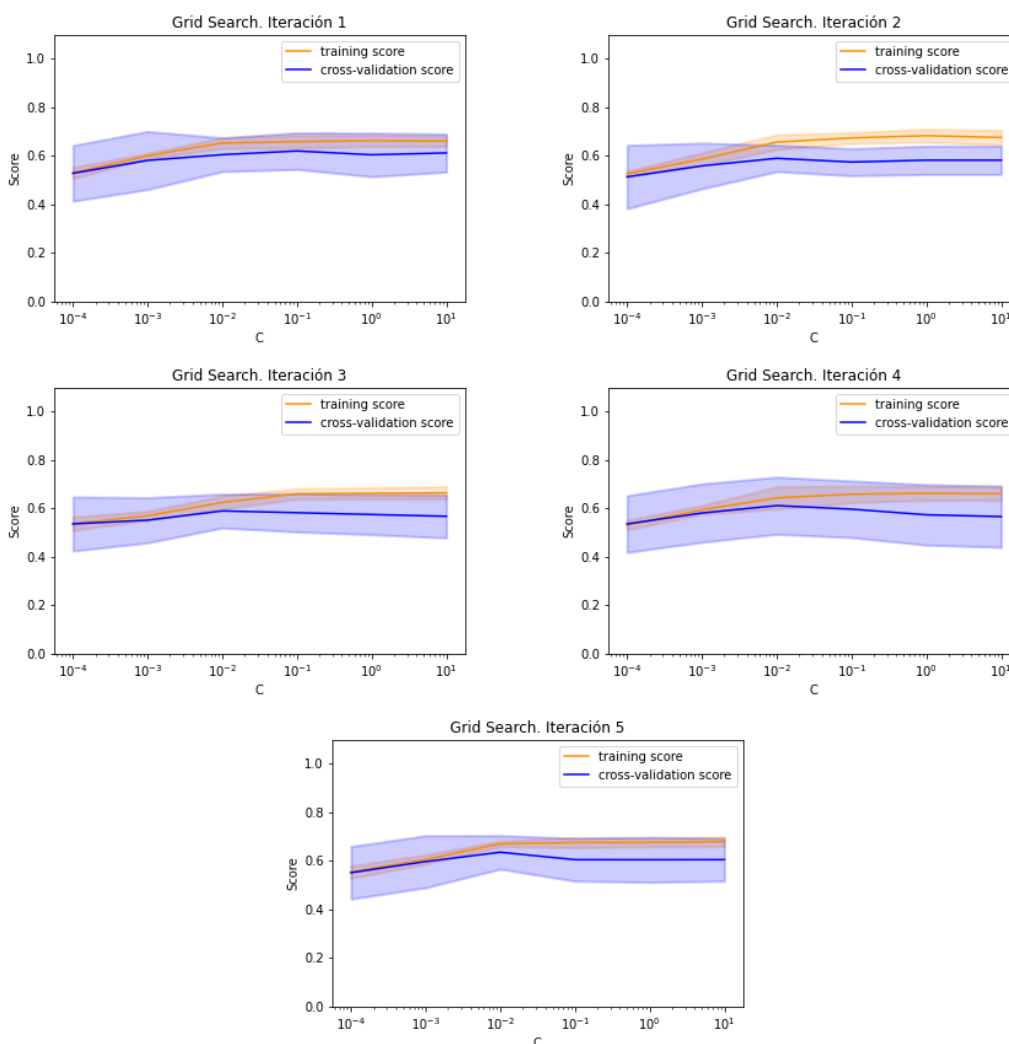 Grid Search. Iteración 1
training score
cross-validation score
1.0
0.8
0.6
0.4
0.2
0.0
Score
10⁻⁴ 10⁻³ 10⁻² 10⁻¹ 10⁰ 10¹
C
Grid Search. Iteración 2
training score
cross-validation score
1.0
0.8
0.6
0.4
0.2
0.0
Score
10⁻⁴ 10⁻³ 10⁻² 10⁻¹ 10⁰ 10¹
C
Grid Search. Iteración 3
training score
cross-validation score
1.0
0.8
0.6
0.4
0.2
0.0
Score
10⁻⁴ 10⁻³ 10⁻² 10⁻¹ 10⁰ 10¹
C
Grid Search. Iteración 4
training score
cross-validation score
1.0
0.8
0.6
0.4
0.2
0.0
Score
10⁻⁴ 10⁻³ 10⁻² 10⁻¹ 10⁰ 10¹
C
Grid Search. Iteración 5
training score
cross-validation score
1.0
0.8
0.6
0.4
0.2
0.0
Score
10⁻⁴ 10⁻³ 10⁻² 10⁻¹ 10⁰ 10¹
C